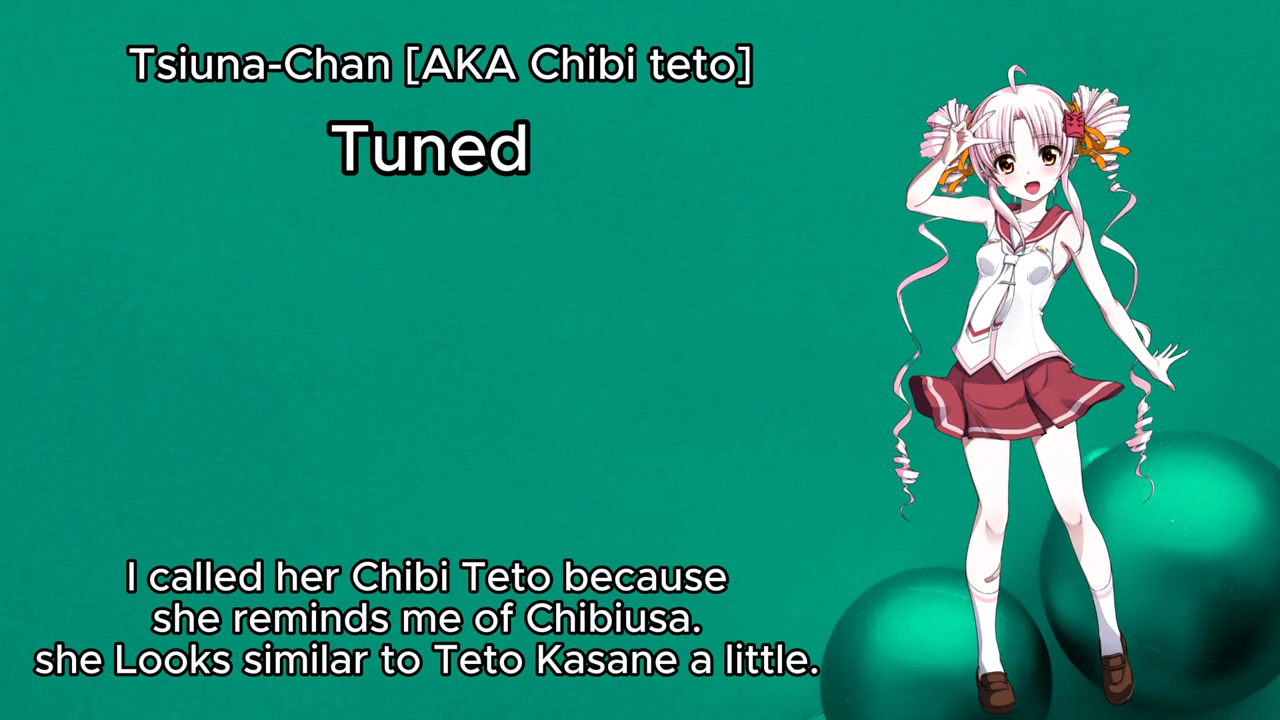 Tsiuna-Chan [AKA Chibi teto]
Tuned
I called her Chibi Teto because
she reminds me of Chibiusa.
she Looks similar to Teto Kasane a little.